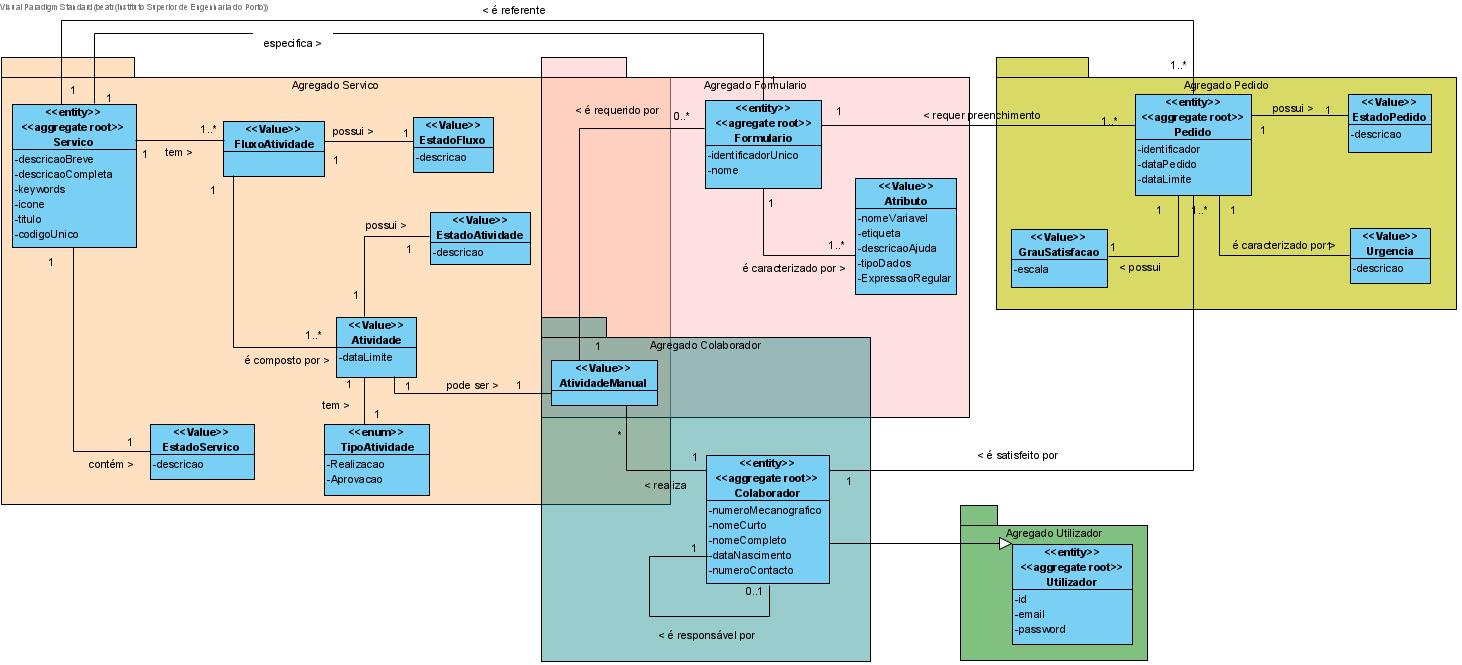 Visual Paradigm Standard(beatr(Instituto Superior de Engenharia do Porto))
< é referente
especifica >
1..*
1
1
1
Agregado Servico
<<entity>>
<<aggregate root>>
Servico
-descricaoBreve
-descricaoCompleta
-keywords
-icone
-titulo
-codigoUnico
1
tem >
1..*
<<Value>>
FluxoAtividade
possui >
1
1
<<Value>>
EstadoFluxo
-descricao
1
possui >
1
<<Value>>
EstadoAtividade
-descricao
1
1..*
é composto por >
<<Value>>
Atividade
-dataLimite
1
1
pode ser >
1
tem >
1
<<enum>>
TipoAtividade
-Realizacao
-Aprovacao
1
1
contém >
<<Value>>
EstadoServico
-descricao
Agregado Formulario
< é requerido por
0..*
<<entity>>
<<agregate root>>
Formulario
-identificadorUnico
-nome
1
< requer preenchimento
1..*
1
1..*
é caracterizado por >
<<Value>>
Atributo
-nomeVariavel
-etiqueta
-descricaoAjuda
-tipoDados
-ExpressaoRegular
Agregado Pedido
<<entity>>
<<aggregate root>>
Pedido
-identificador
-dataPedido
-dataLimite
possui >
1
1
<<Value>>
EstadoPedido
-descricao
1
1..*
1
<<Value>>
GrauSatisfacao
-escala
1
< possui
é caracterizado por >
1
<<Value>>
Urgencia
-descricao
Agregado Colaborador
1
<<Value>>
AtividadeManual
*
1
< realiza
<<entity>>
<<aggregate root>>
Colaborador
-numeroMecanografico
-nomeCurto
-nomeCompleto
-dataNascimento
-numeroContacto
1
< é satisfeito por
1
0..1
< é responsável por
Agregado Utilizador
<<entity>>
<<aggregate root>>
Utilizador
-id
-email
-password